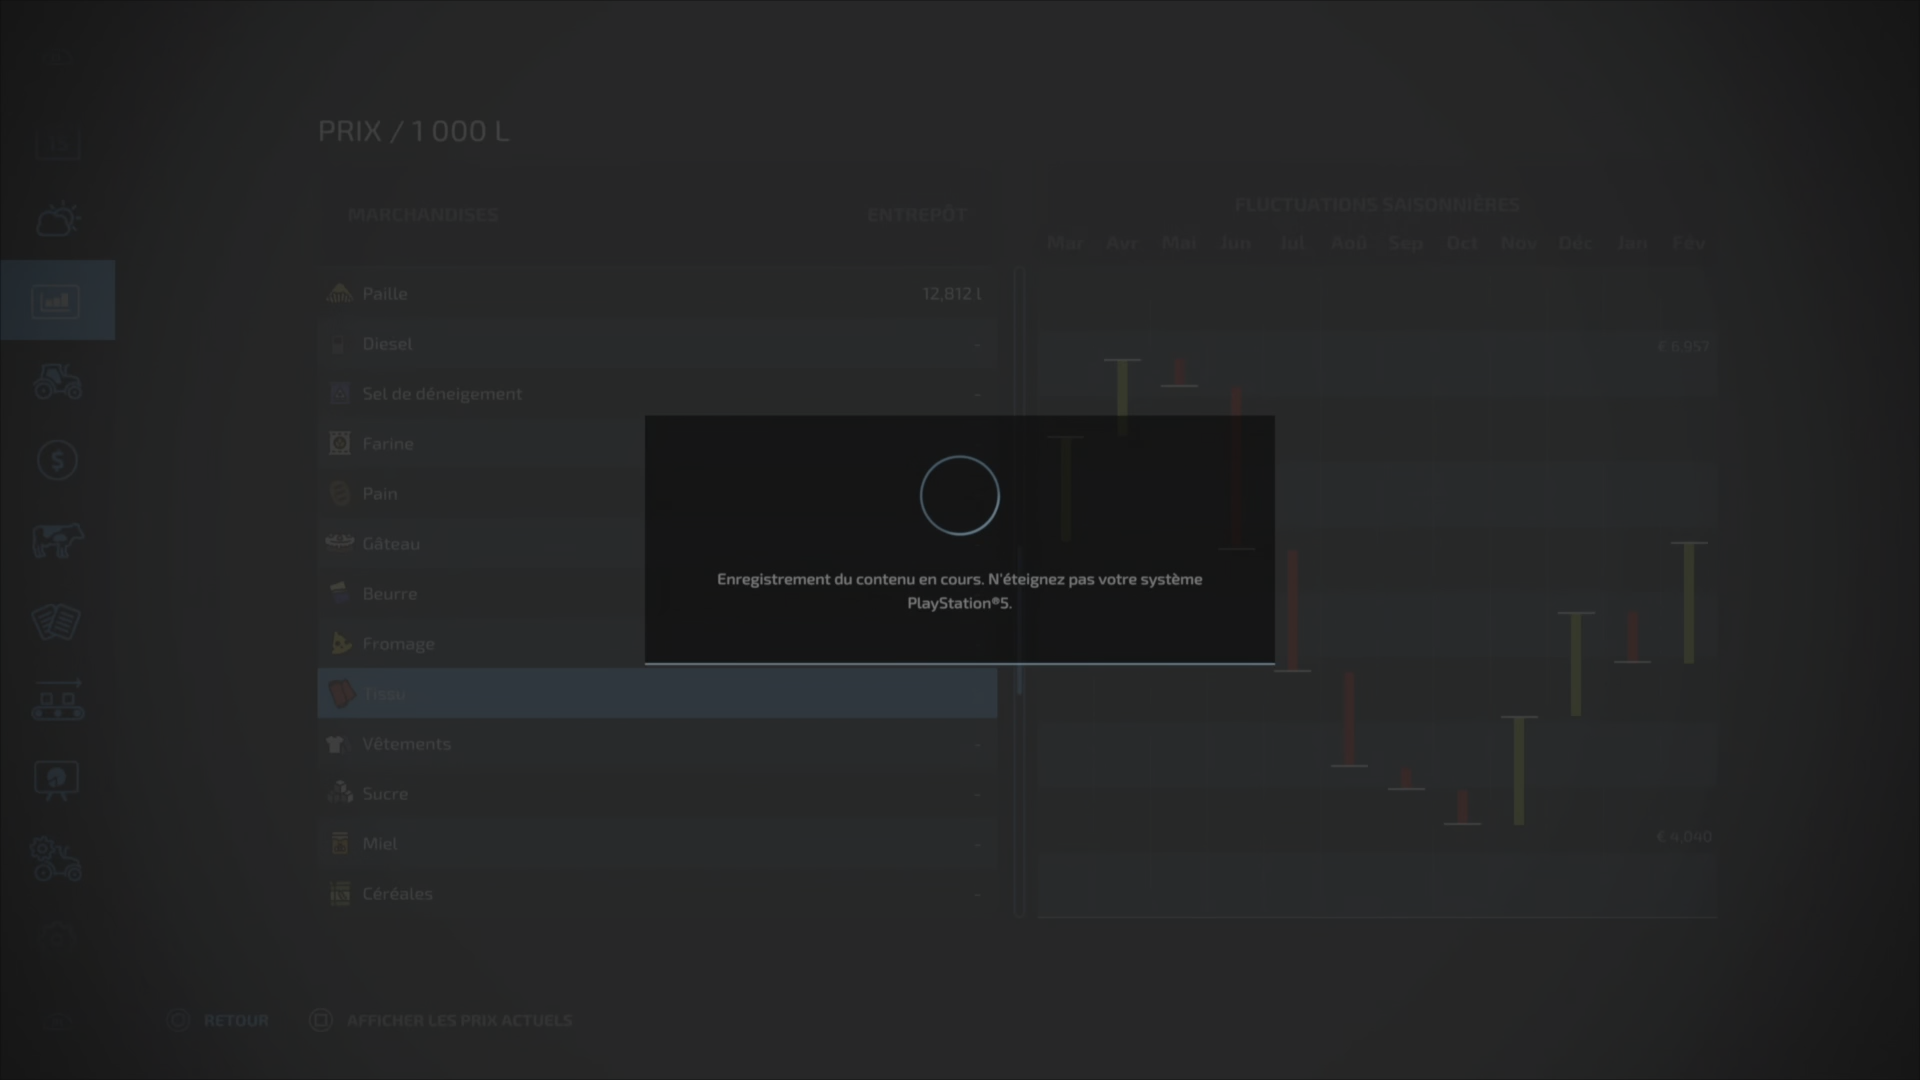 PRIX / 1 000 L
MARCHANDISES ENTREPÔT
FLUCTUATIONS SAISONNIÈRES
Mar Avr Mai Jun Jul Aoû Sep Oct Nov Déc Jan Fév
Paille 12,812 l
Diesel -
Sel de déneigement -
Farine
Pain
Gâteau
Beurre
Fromage
Tissu
Vêtements -
Sucre -
Miel -
Céréales -
€ 6,957
€ 4,040
Enregistrement du contenu en cours. N'éteignez pas votre système
PlayStation®5.
RETOUR AFFICHER LES PRIX ACTUELS